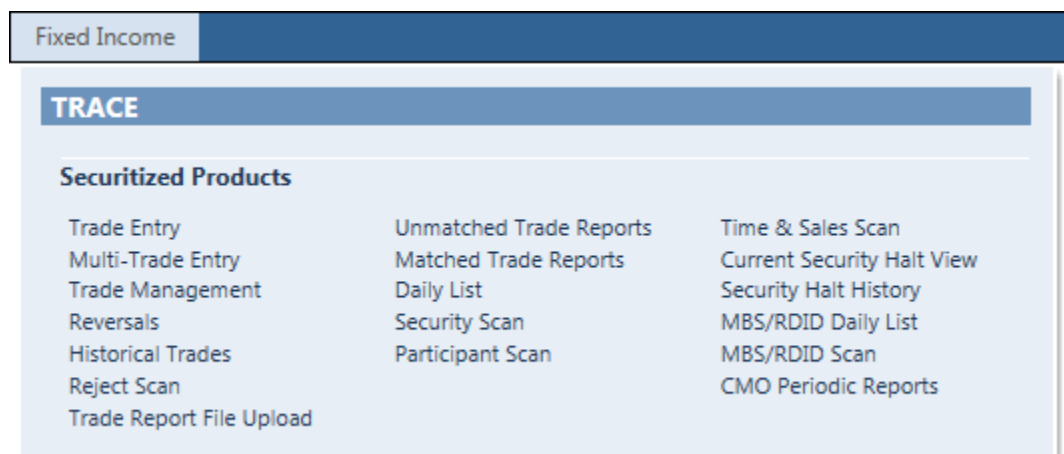 Fixed Income
TRACE
Securitized Products
Trade Entry
Multi-Trade Entry
Trade Management
Reversals
Historical Trades
Reject Scan
Trade Report File Upload
Unmatched Trade Reports
Matched Trade Reports
Daily List
Security Scan
Participant Scan
Time & Sales Scan
Current Security Halt View
Security Halt History
MBS/RDID Daily List
MBS/RDID Scan
CMO Periodic Reports